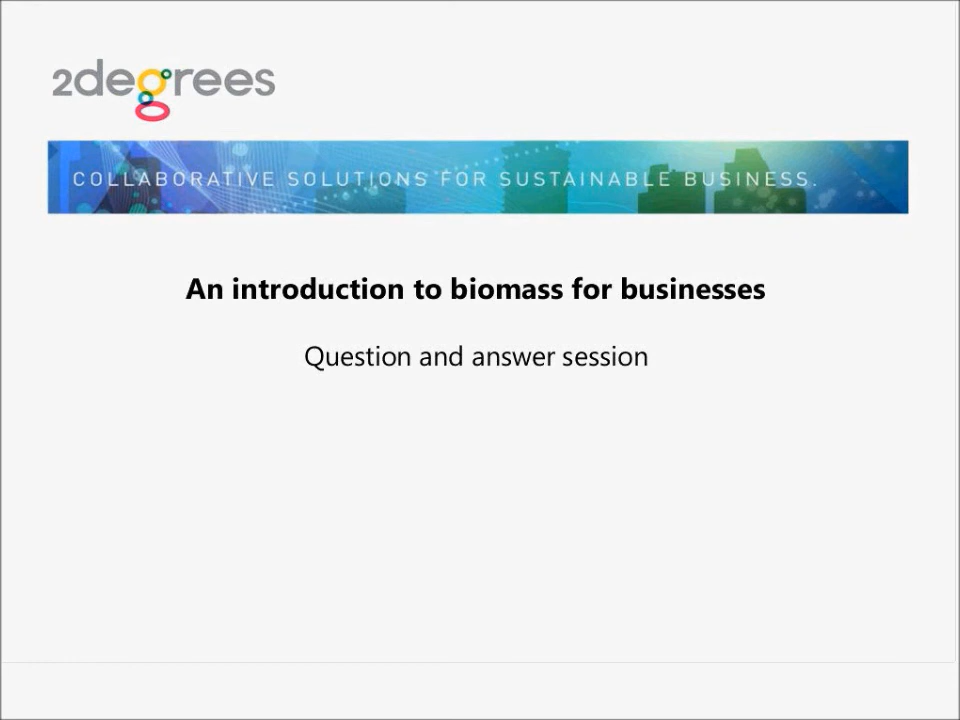 2degrees
COLLABORATIVE SOLUTIONS FOR SUSTAINABLE BUSINESS.
An introduction to biomass for businesses
Question and answer session